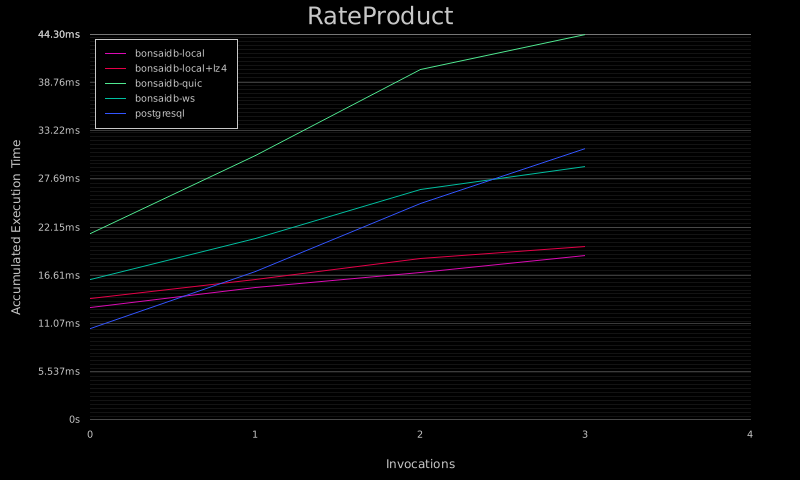 RateProduct
44.30ms
bonsaidb-local
bonsaidb-local+lz4
38.76ms
bonsaidb-quic
bonsaidb-ws
postgresql
33.22ms
27.69ms
22.15ms
16.61ms
11.07ms
5.537ms
0s
Accumulated Execution Time
0 1 2 3 4
Invocations